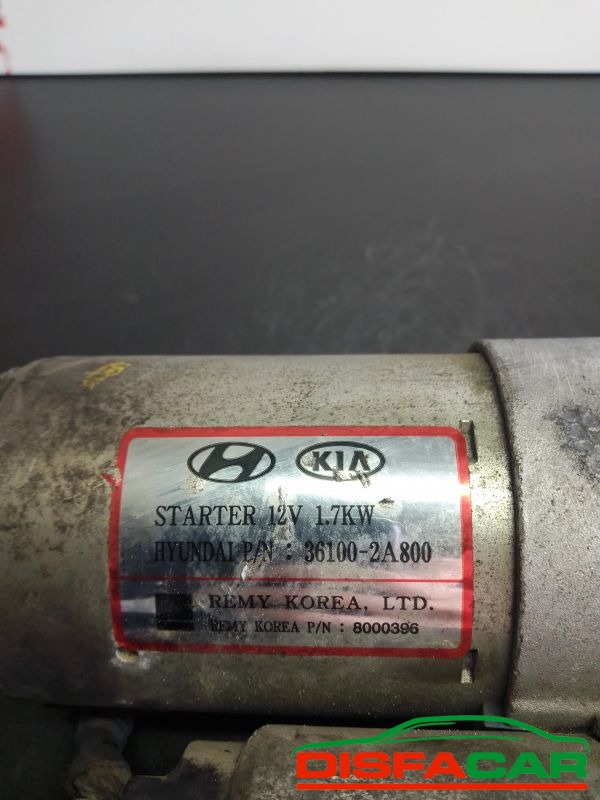 KIA
STARTER 12V 1.7KW
HYUNDAI P/N : 36100-2A800
REMY KOREA, LTD.
REMY KOREA P/N : 8000396
DISFACAR